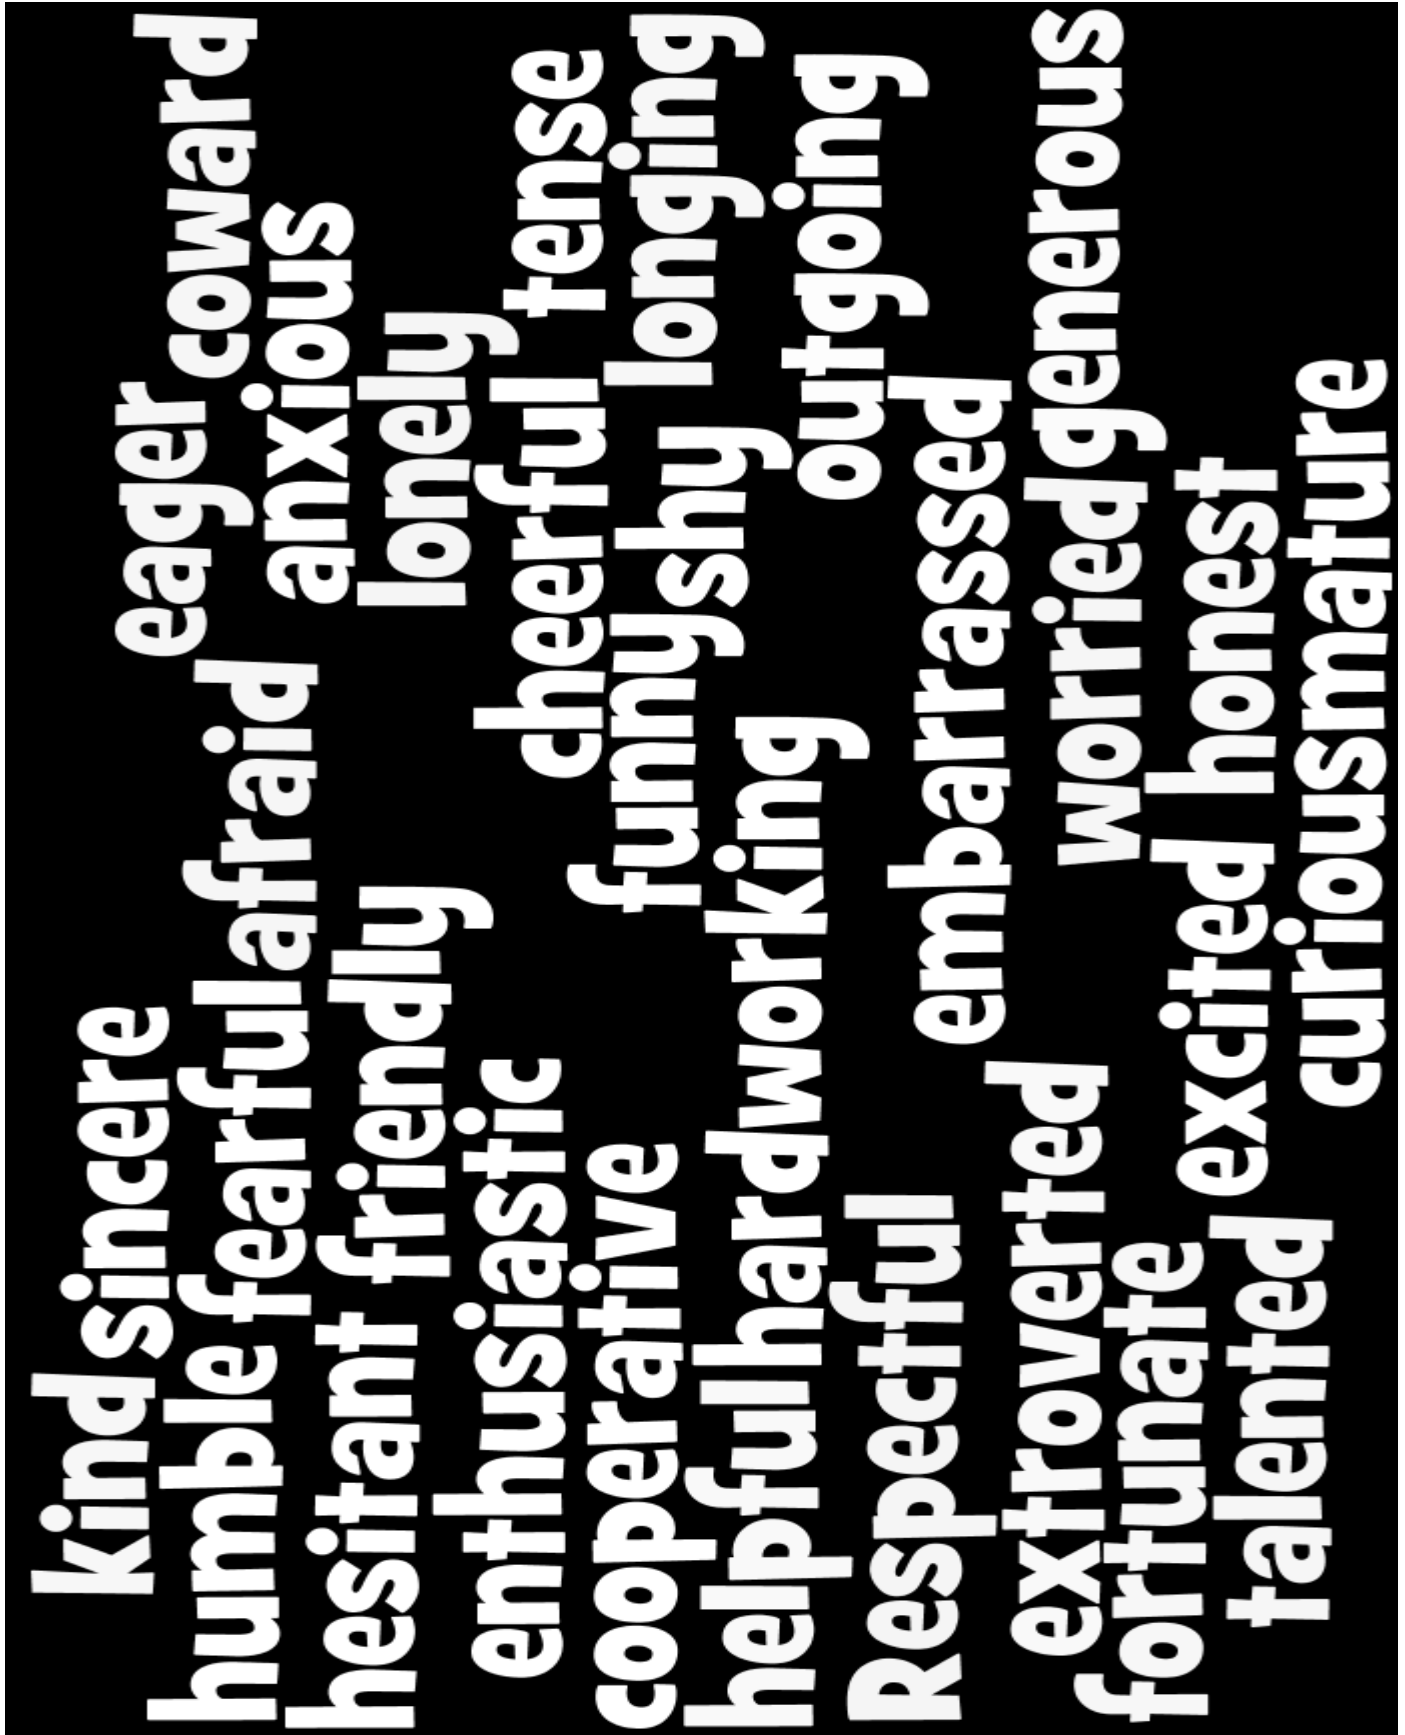 kind sincere
humble fearful afraid eager coward
hesitant friendly anxious
lonely
enthusiastic cheerful tense
cooperative funny shy longing
helpful hardworking outgoing
Respectful embarrassed
extroverted worried generous
fortunate excited honest
talented curious mature